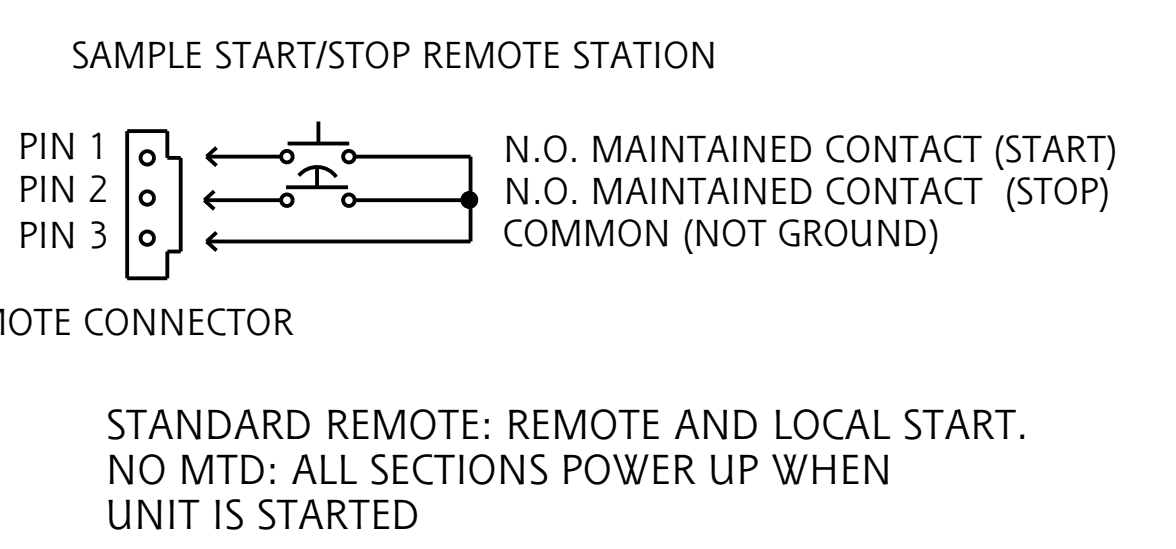 SAMPLE START/STOP REMOTE STATION
PIN 1
N.O. MAINTAINED CONTACT (START)
PIN 2
N.O. MAINTAINED CONTACT (STOP)
PIN 3
COMMON (NOT GROUND)
CONNECTOR
STANDARD REMOTE: REMOTE AND LOCAL START.
NO MTD: ALL SECTIONS POWER UP WHEN
UNIT IS STARTED